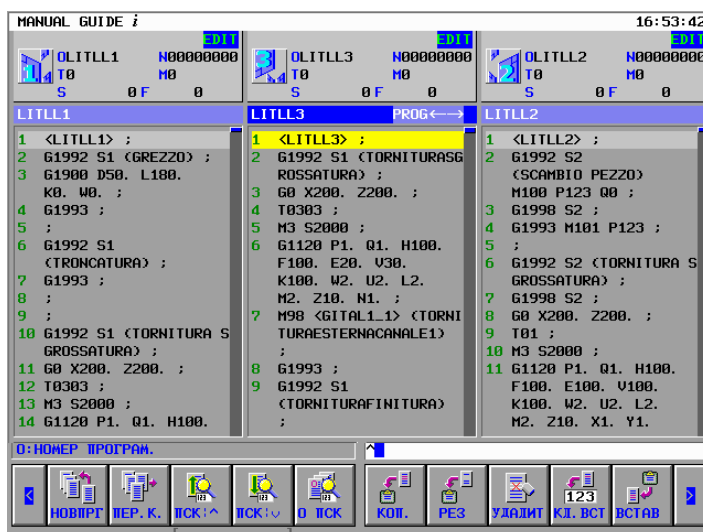 MANUAL GUIDE i 16:53:42
EDIT
OLITLL1 N00000000
T0 M0
S 0 F 0
EDIT
OLITLL3 N00000000
T0 M0
S 0 F 0
EDIT
OLITLL2 N0000000
T0 M0
S 0 F 0
LITLL1
1 <LITLL1> ;
2 G1992 S1 (GREZZO) ;
3 G1900 D50. L180.
K0. W0. ;
4 G1993 ;
5 ;
6 G1992 S1
(TRONCATURA) ;
7 G1993 ;
8 ;
9 ;
10 G1992 S1 (TORNITURA S
GROSSATURA) ;
11 G0 X200. Z200. ;
12 T0303 ;
13 M3 S2000 ;
14 G1120 P1. Q1. H100.
LITLL3 PROG←→
1 <LITLL3> ;
2 G1992 S1 (TORNITURASG
ROSSATURA) ;
3 G0 X200. Z200. ;
4 T0303 ;
5 M3 S2000 ;
6 G1120 P1. Q1. H100.
F100. E20. V30.
K100. W2. U2. L2.
M2. Z10. N1. ;
7 M98 <GITAL1_1> (TORNI
TURAESTERNACANALE1)
;
8 G1993 ;
9 G1992 S1
(TORNITURAFINITURA)
;
LITLL2
1 <LITLL2> ;
2 G1992 S2
(SCAMBIO PEZZO)
M100 P123 Q0 ;
3 G1998 S2 ;
4 G1993 M101 P123 ;
5 ;
6 G1992 S2 (TORNITURA S
GROSSATURA) ;
7 G1998 S2 ;
8 G0 X200. Z200. ;
9 T01 ;
10 M3 S2000 ;
11 G1120 P1. Q1. H100.
F100. E100. V100.
K100. W2. U2. L2.
M2. Z10. X1. Y1.
О:НОМЕР ПРОГРАМ. ^
< НОВПРГ ПЕР.К. ПСК:^ ПСК:v О ПСК КОП. РЕЗ УДАЛИТ КЛ.ВСТ ВСТАВ >